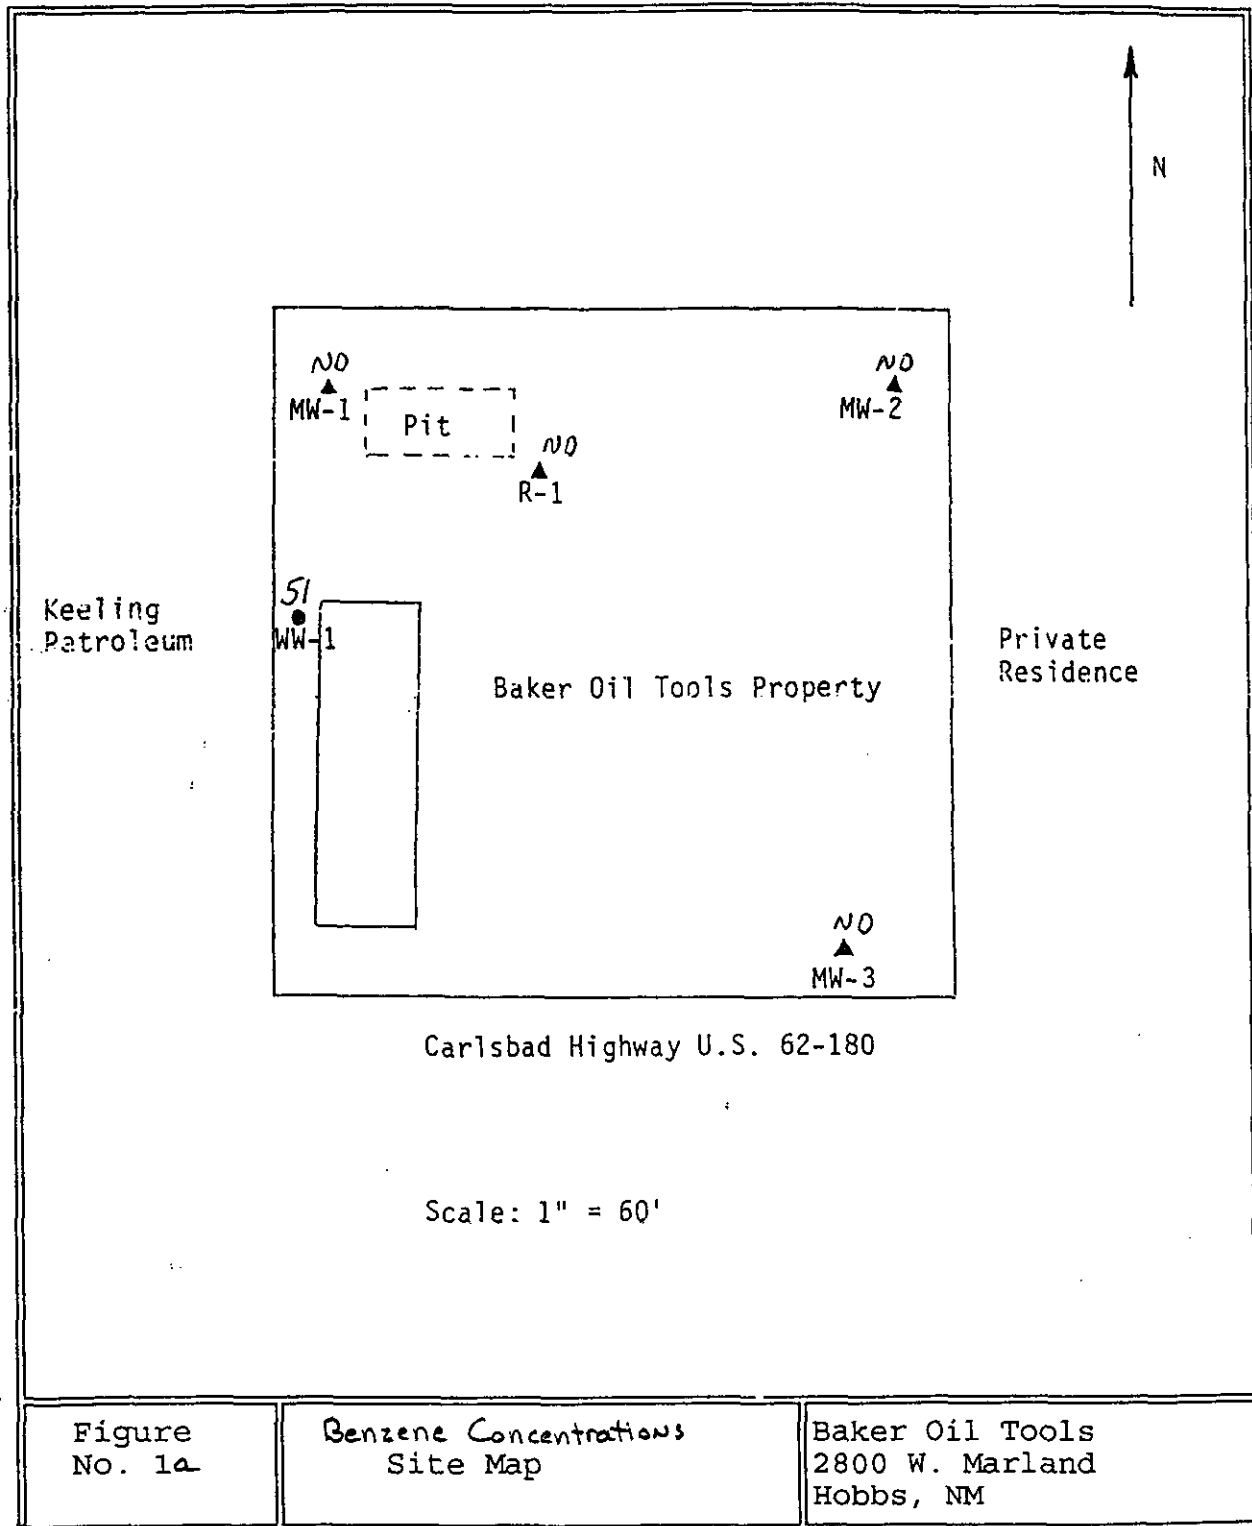 N
ND
MW-1
Pit
ND
R-1
ND
MW-2
51
WW-1
Keeling
Patroleum
Baker Oil Tools Property
Private
Residence
ND
MW-3
Carlsbad Highway U.S. 62-180
Scale: 1" = 60'
Figure
No. 1a
Benzene Concentrations
Site Map
Baker Oil Tools
2800 W. Marland
Hobbs, NM